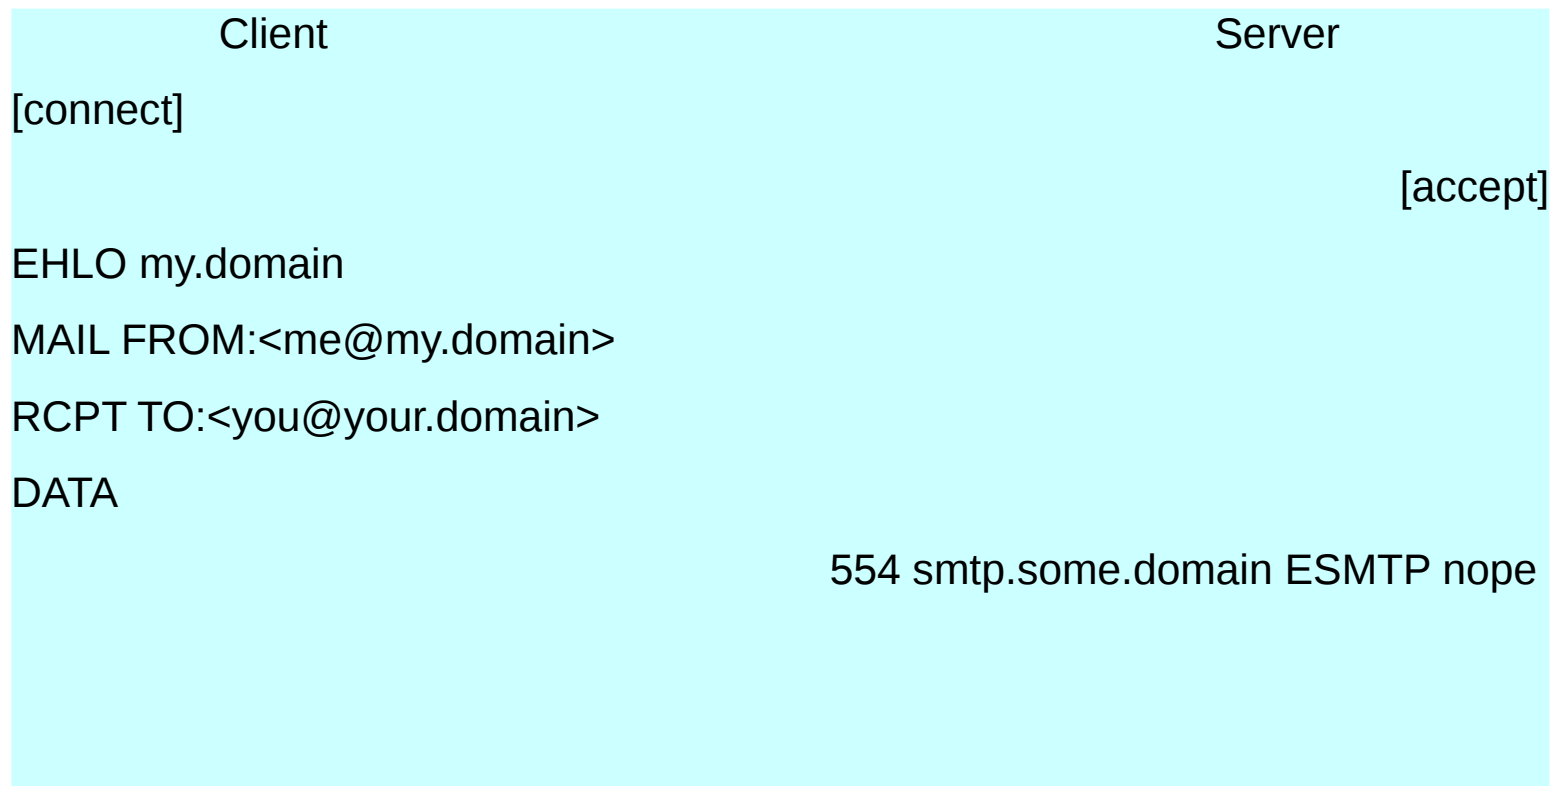 Client Server
[connect]
[accept]
EHLO my.domain
MAIL FROM:<me@my.domain>
RCPT TO:<you@your.domain>
DATA
554 smtp.some.domain ESMTP nope